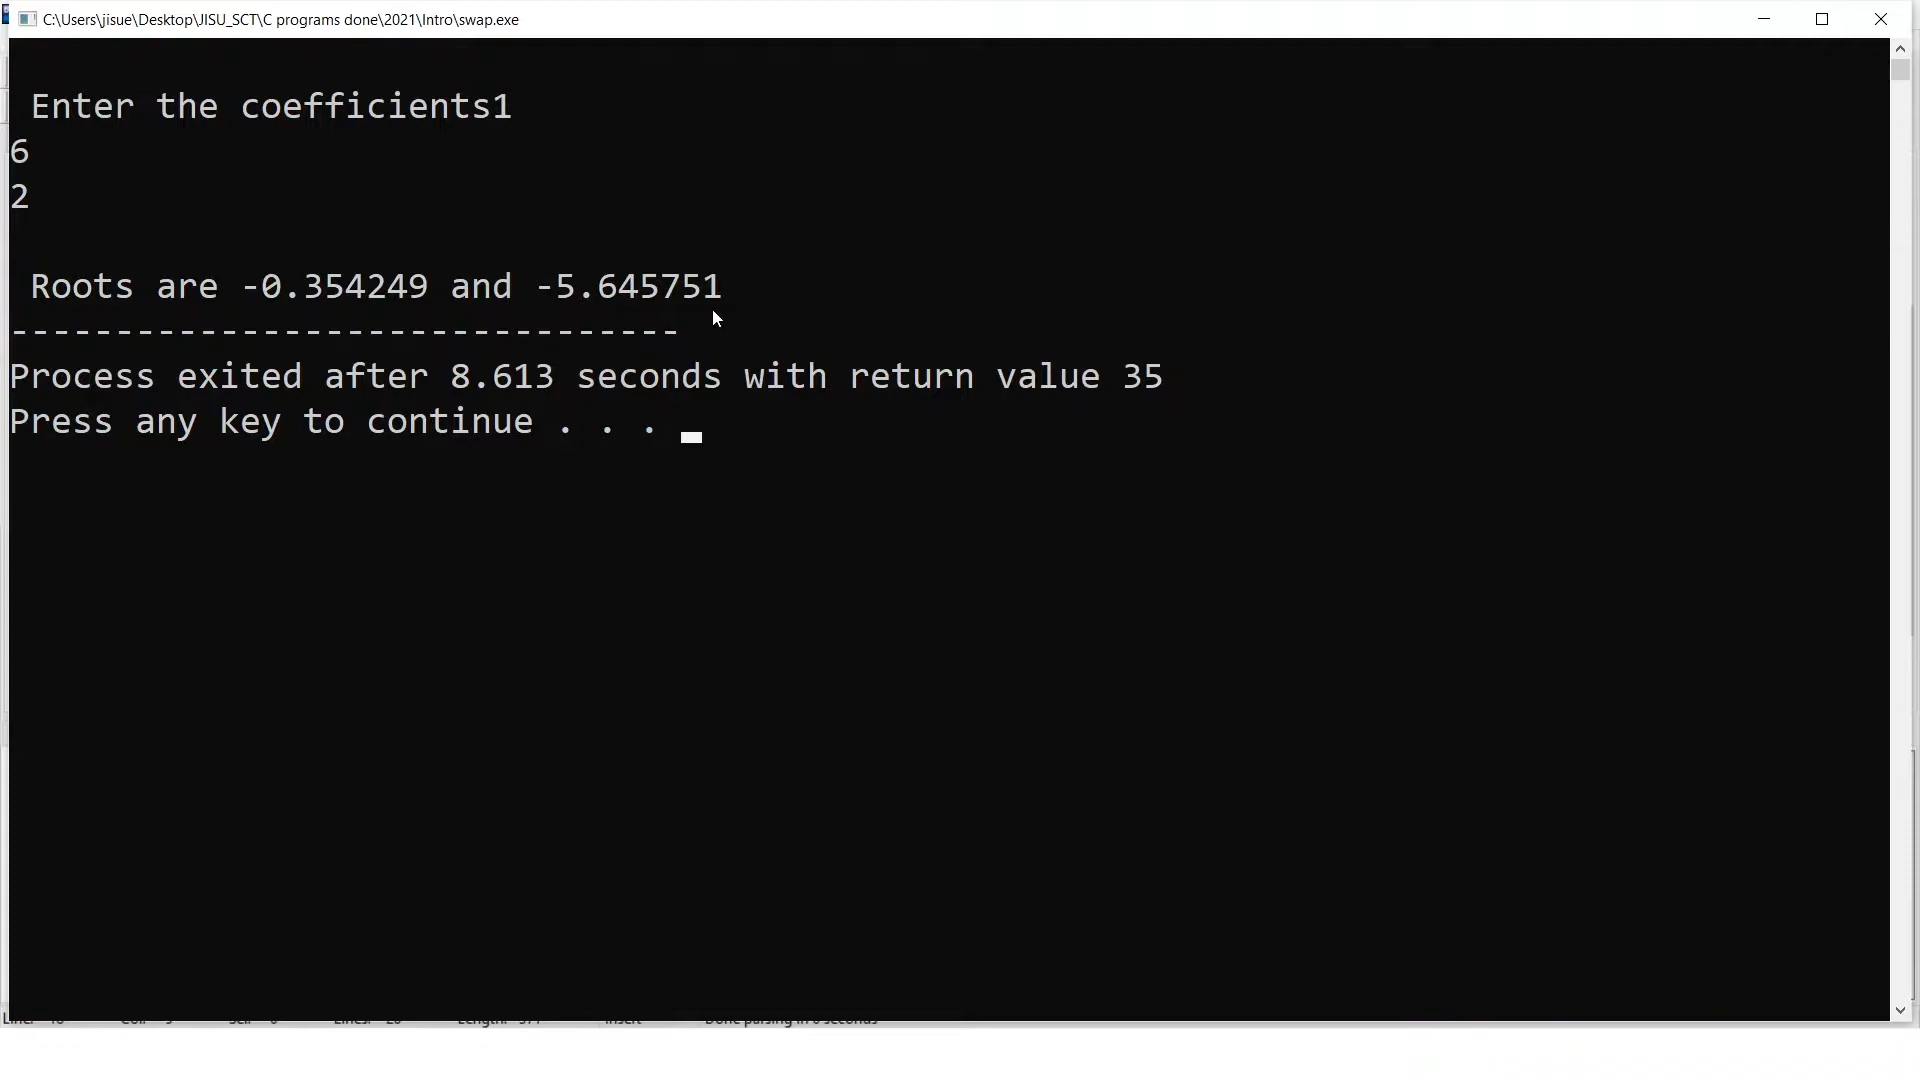 C:\Users\jisue\Desktop\JISU_SCT\C programs done\2021\Intro\swap.exe
Enter the coefficients1
6
2
Roots are -0.354249 and -5.645751
--------------------------------
Process exited after 8.613 seconds with return value 35
Press any key to continue . . .